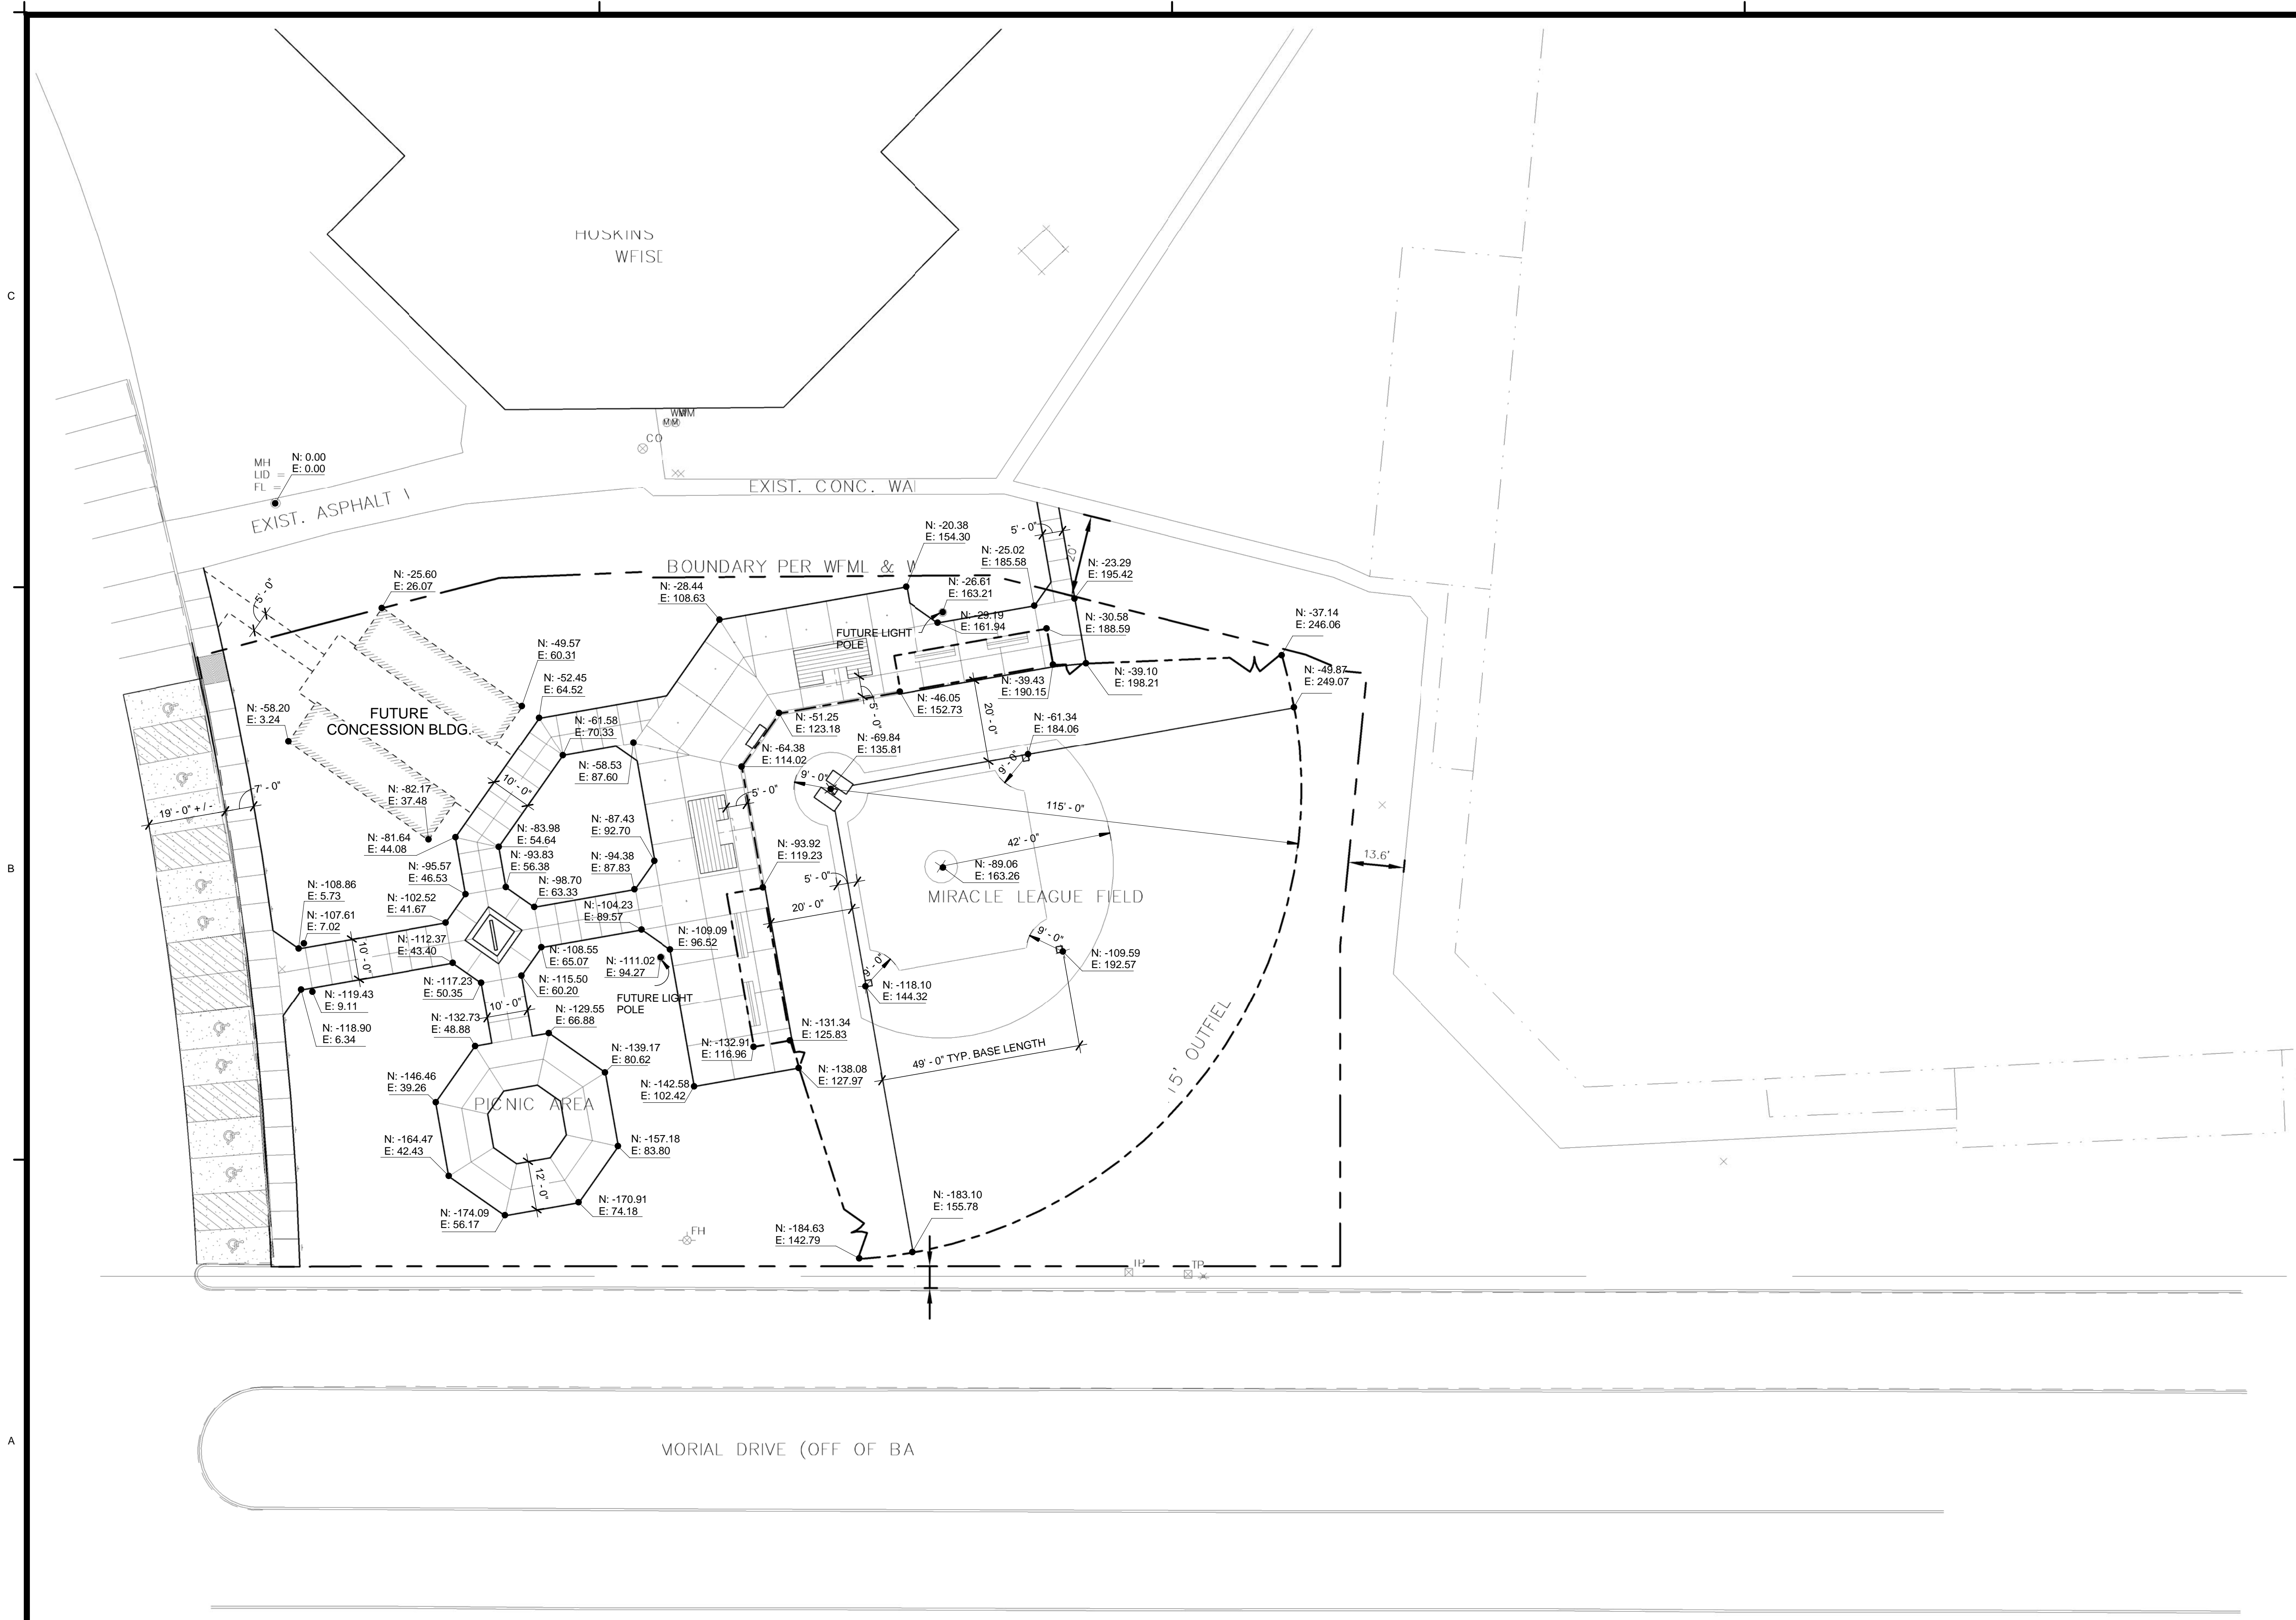 HOSKINS
WFISD
C
WM
WM
MM
CO
MH
LID =
FL =
N: 0.00
E: 0.00
EXIST. CONC. WA
EXIST. ASPHALT
N: -20.38
E: 154.30
5' - 0"
20'
N: -25.02
E: 185.58
BOUNDARY PER WFML & W
N: -23.29
E: 195.42
N: -25.60
E: 26.07
5' - 0"
N: -28.44
E: 108.63
N: -26.61
E: 163.21
N: -29.19
E: 161.94
N: -30.58
E: 188.59
N: -37.14
E: 246.06
FUTURE LIGHT
POLE
N: -49.57
E: 60.31
N: -52.45
E: 64.52
N: -39.43
E: 190.15
N: -39.10
E: 198.21
N: -49.87
E: 249.07
N: -58.20
E: 3.24
FUTURE
CONCESSION BLDG.
N: -61.58
E: 70.33
5' - 0"
N: -46.05
E: 152.73
N: -51.25
E: 123.18
20' - 0"
N: -61.34
E: 184.06
N: -69.84
E: 135.81
N: -64.38
E: 114.02
N: -58.53
E: 87.60
9' - 0"
9' - 0"
10' - 0"
7' - 0"
19' - 0" + / -
N: -82.17
E: 37.48
5' - 0"
115' - 0"
N: -87.43
E: 92.70
N: -83.98
E: 54.64
N: -81.64
E: 44.08
42' - 0"
N: -93.92
E: 119.23
N: -93.83
E: 56.38
N: -94.38
E: 87.83
13.6'
B
N: -95.57
E: 46.53
N: -89.06
E: 163.26
5' - 0"
N: -98.70
E: 63.33
MIRACLE LEAGUE FIELD
N: -108.86
E: 5.73
N: -102.52
E: 41.67
20' - 0"
N: -104.23
E: 89.57
N: -107.61
E: 7.02
9' - 0"
N: -112.37
E: 43.40
10' - 0"
N: -109.09
E: 96.52
N: -108.55
E: 65.07
N: -111.02
E: 94.27
N: -109.59
E: 192.57
9' - 0"
N: -117.23
E: 50.35
N: -115.50
E: 60.20
N: -118.10
E: 144.32
N: -119.43
E: 9.11
FUTURE LIGHT
POLE
10' - 0"
N: -129.55
E: 66.88
N: -132.73
E: 48.88
N: -118.90
E: 6.34
N: -131.34
E: 125.83
N: -132.91
E: 116.96
49' - 0" TYP. BASE LENGTH
15' OUTFIEL
N: -139.17
E: 80.62
N: -138.08
E: 127.97
N: -146.46
E: 39.26
N: -142.58
E: 102.42
PICNIC AREA
N: -164.47
E: 42.43
N: -157.18
E: 83.80
12' - 0"
N: -170.91
E: 74.18
N: -174.09
E: 56.17
N: -183.10
E: 155.78
FH
N: -184.63
E: 142.79
TP
TP
A
MORIAL DRIVE (OFF OF BA